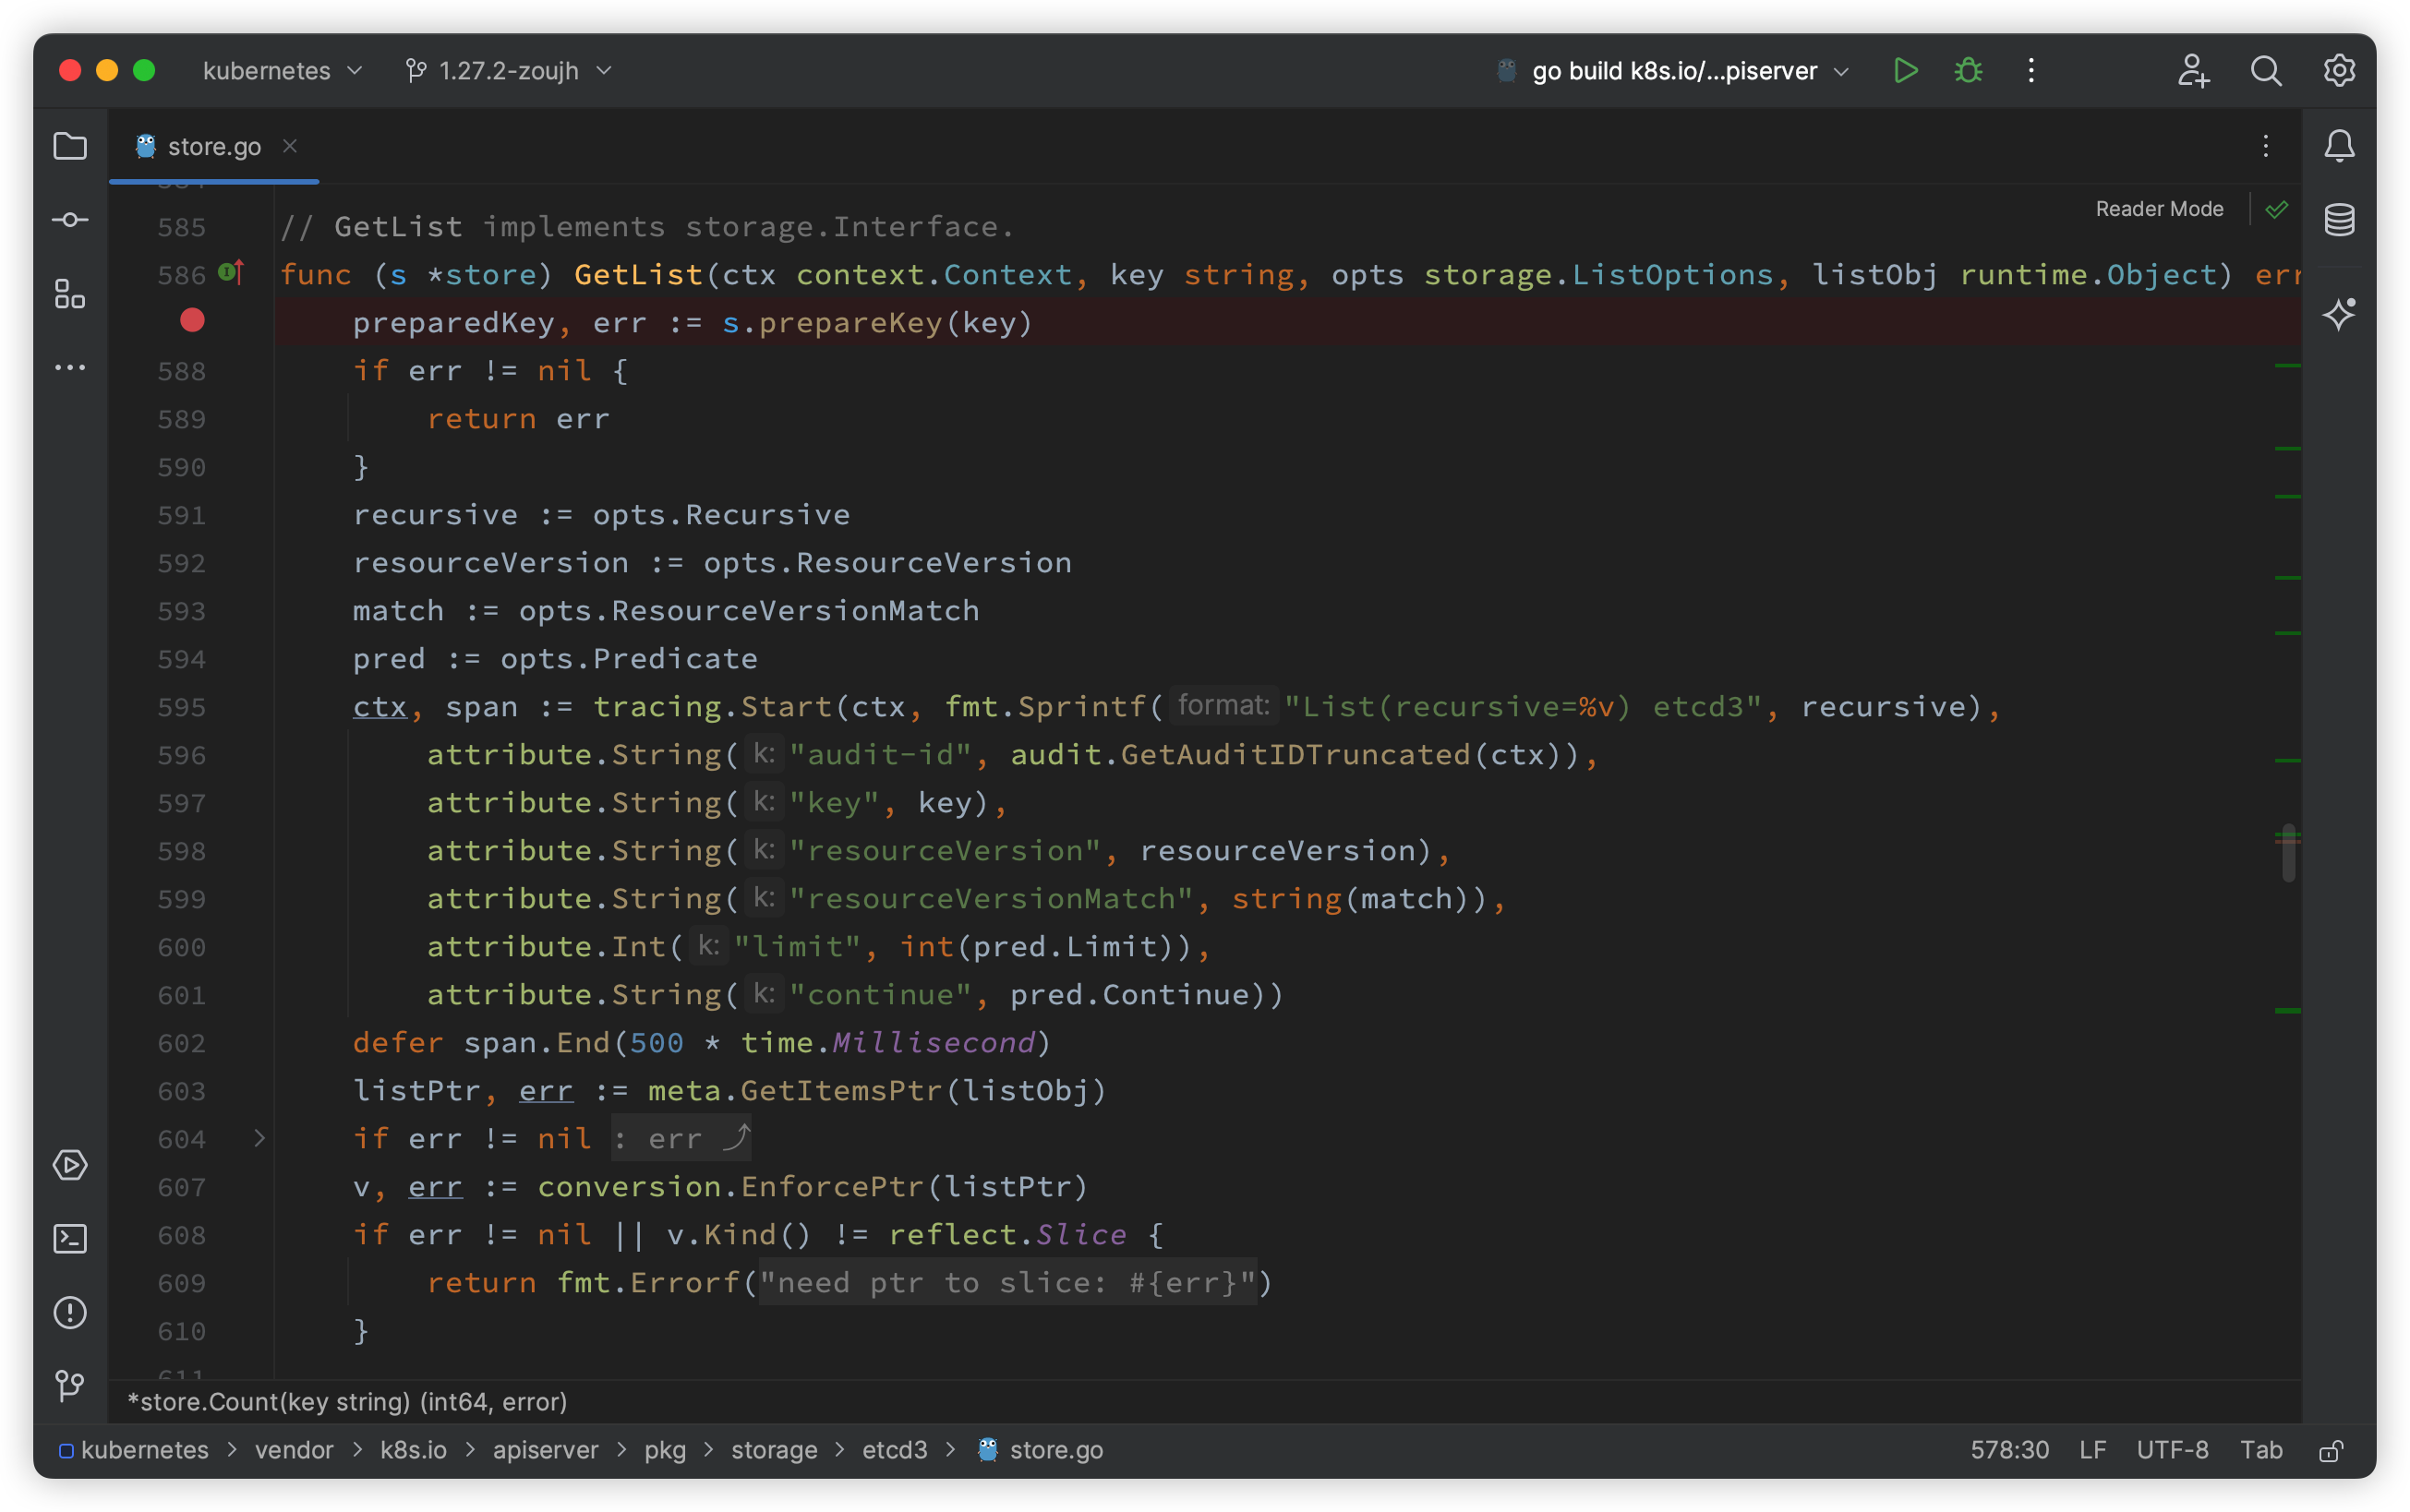 kubernetes
1.27.2-zoujh
go build k8s.io/...piserver
store.go
Reader Mode
585 // GetList implements storage.Interface.
586 func (s *store) GetList(ctx context.Context, key string, opts storage.ListOptions, listObj runtime.Object) err
preparedKey, err := s.prepareKey(key)
588 if err != nil {
589 return err
590 }
591 recursive := opts.Recursive
592 resourceVersion := opts.ResourceVersion
593 match := opts.ResourceVersionMatch
594 pred := opts.Predicate
595 ctx, span := tracing.Start(ctx, fmt.Sprintf( format: "List(recursive=%v) etcd3", recursive),
596 attribute.String( k: "audit-id", audit.GetAuditIDTruncated(ctx)),
597 attribute.String( k: "key", key),
598 attribute.String( k: "resourceVersion", resourceVersion),
599 attribute.String( k: "resourceVersionMatch", string(match)),
600 attribute.Int( k: "limit", int(pred.Limit)),
601 attribute.String( k: "continue", pred.Continue))
602 defer span.End(500 * time.Millisecond)
603 listPtr, err := meta.GetItemsPtr(listObj)
604 if err != nil : err ⤴
607 v, err := conversion.EnforcePtr(listPtr)
608 if err != nil || v.Kind() != reflect.Slice {
609 return fmt.Errorf("need ptr to slice: #{err}")
610 }
611
*store.Count(key string) (int64, error)
kubernetes > vendor > k8s.io > apiserver > pkg > storage > etcd3 > store.go
578:30 LF UTF-8 Tab